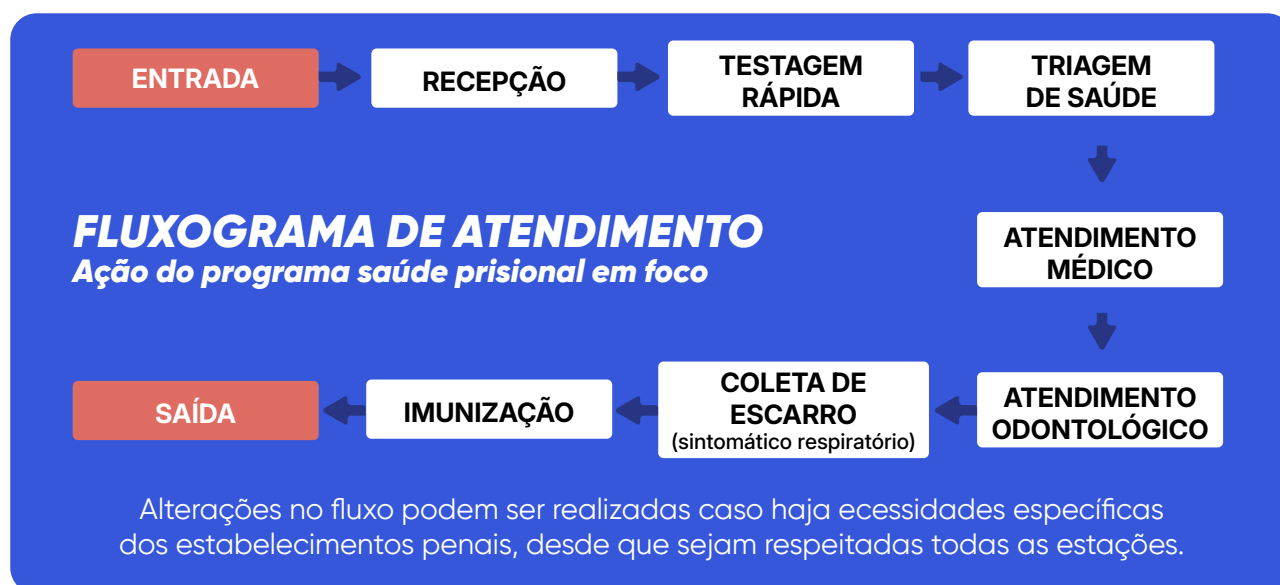 ENTRADA
RECEPÇÃO
TESTAGEM
RÁPIDA
TRIAGEM
DE SAÚDE
FLUXOGRAMA DE ATENDIMENTO
Ação do programa saúde prisional em foco
ATENDIMENTO
MÉDICO
ATENDIMENTO
ODONTOLÓGICO
COLETA DE
ESCARRO
(sintomático respiratório)
IMUNIZAÇÃO
SAÍDA
Alterações no fluxo podem ser realizadas caso haja ecessidades específicas
dos estabelecimentos penais, desde que sejam respeitadas todas as estações.